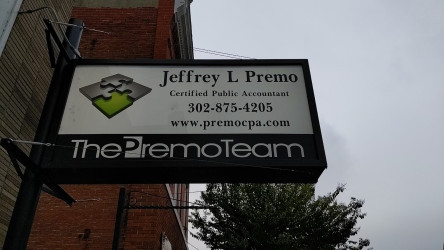 Jeffrey L Premo
Certified Public Accountant
302-875-4205
www.premocpa.com
ThePremoTeam